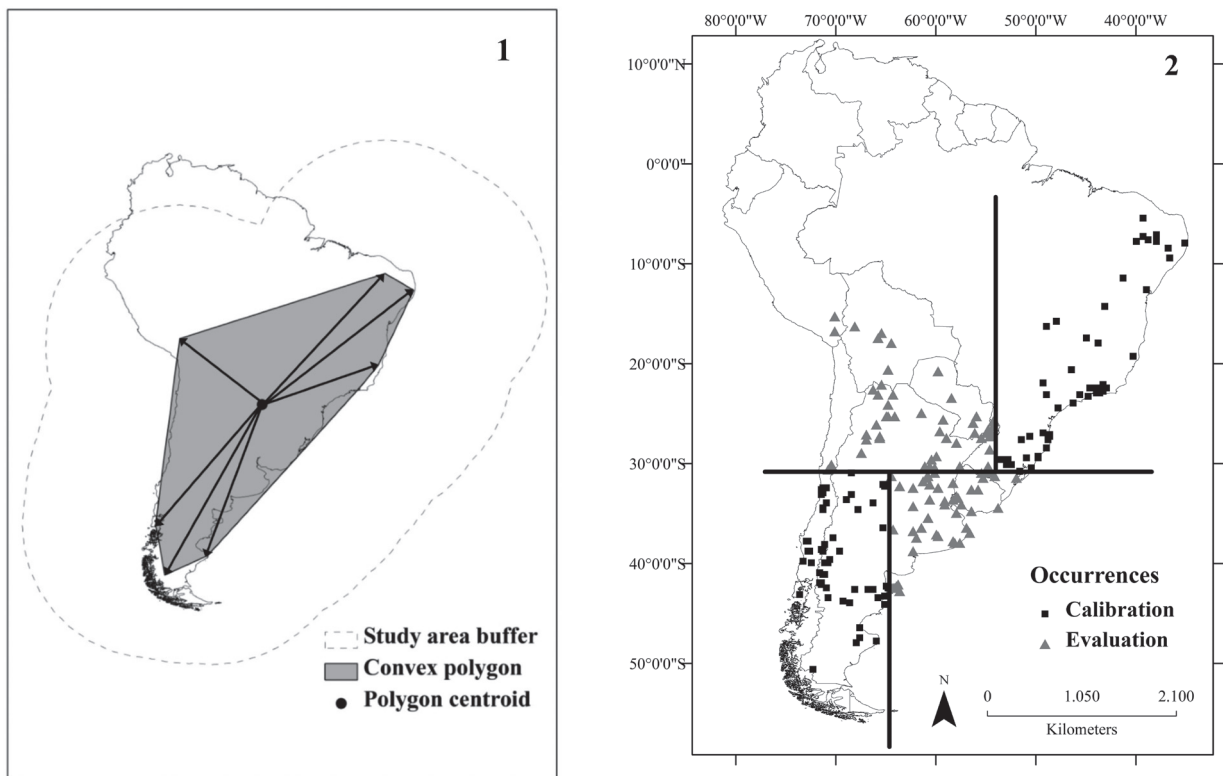 1
Study area buffer
Convex polygon
Polygon centroid
80°0'0"W 70°0'0"W 60°0'0"W 50°0'0"W 40°0'0"W
2
10°0'0"N
0°0'0"
10°0'0"S
20°0'0"S
30°0'0"S
40°0'0"S
50°0'0"S
Occurrences
Calibration
Evaluation
N
0 1.050 2.100
Kilometers